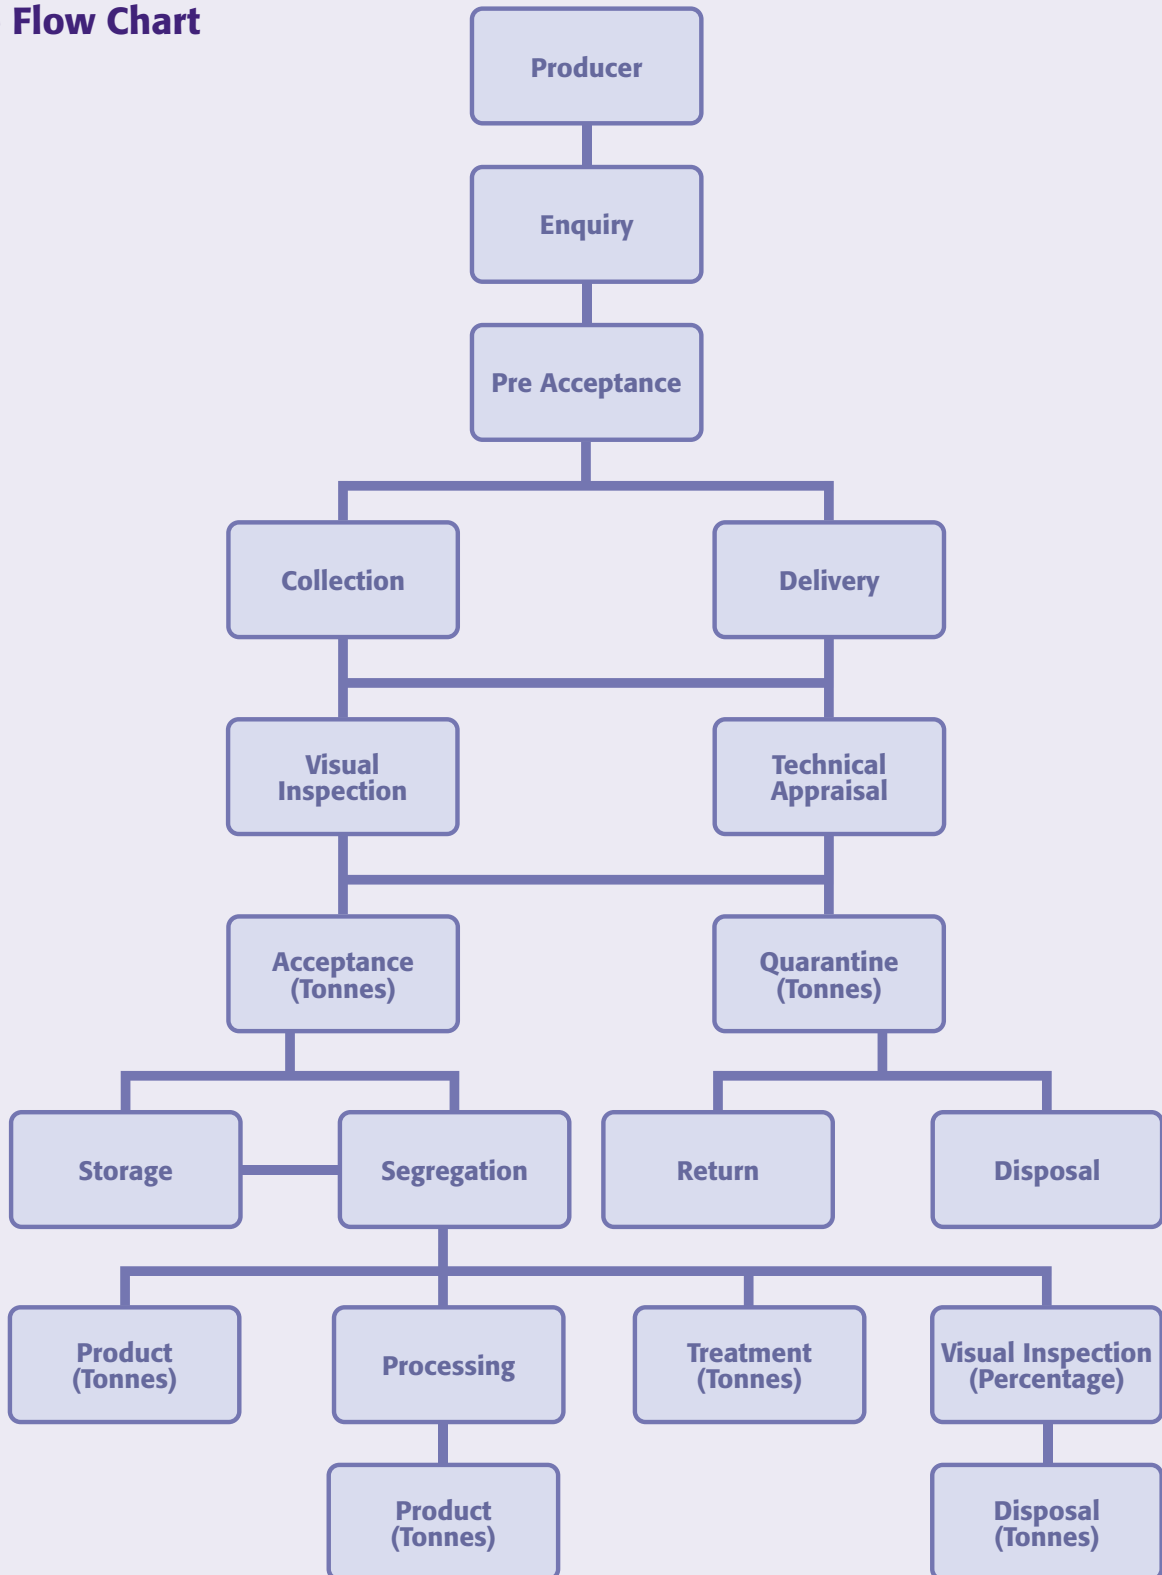 Flow Chart
Producer
Enquiry
Pre Acceptance
Collection
Delivery
Visual
Inspection
Technical
Appraisal
Acceptance
(Tonnes)
Quarantine
(Tonnes)
Storage
Segregation
Return
Disposal
Product
(Tonnes)
Processing
Treatment
(Tonnes)
Visual Inspection
(Percentage)
Product
(Tonnes)
Disposal
(Tonnes)